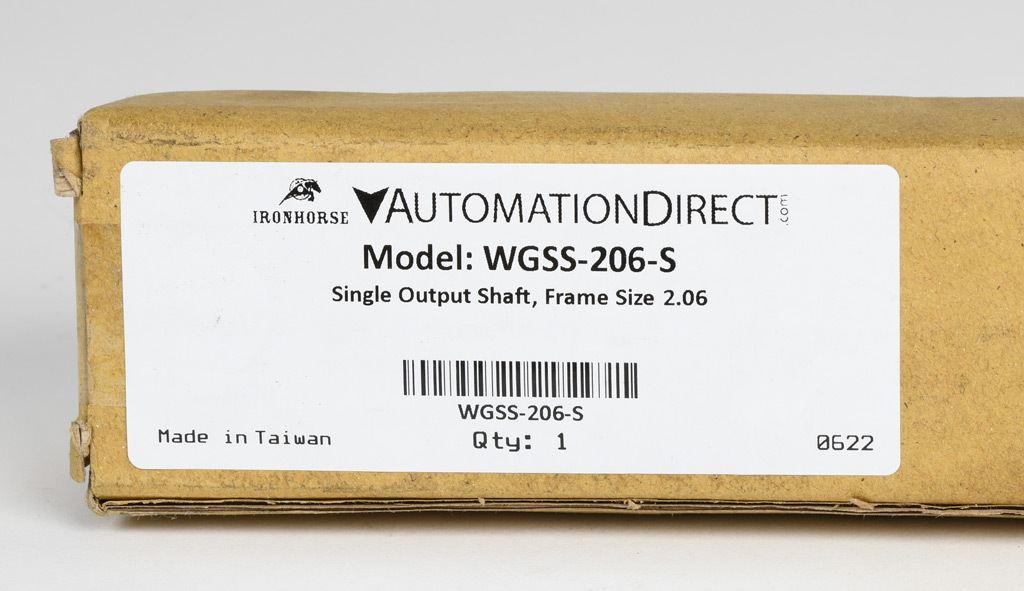 IRONHORSE AUTOMATIONDIRECT.com
Model: WGSS-206-S
Single Output Shaft, Frame Size 2.06
WGSS-206-S
Made in Taiwan Qty: 1 0622